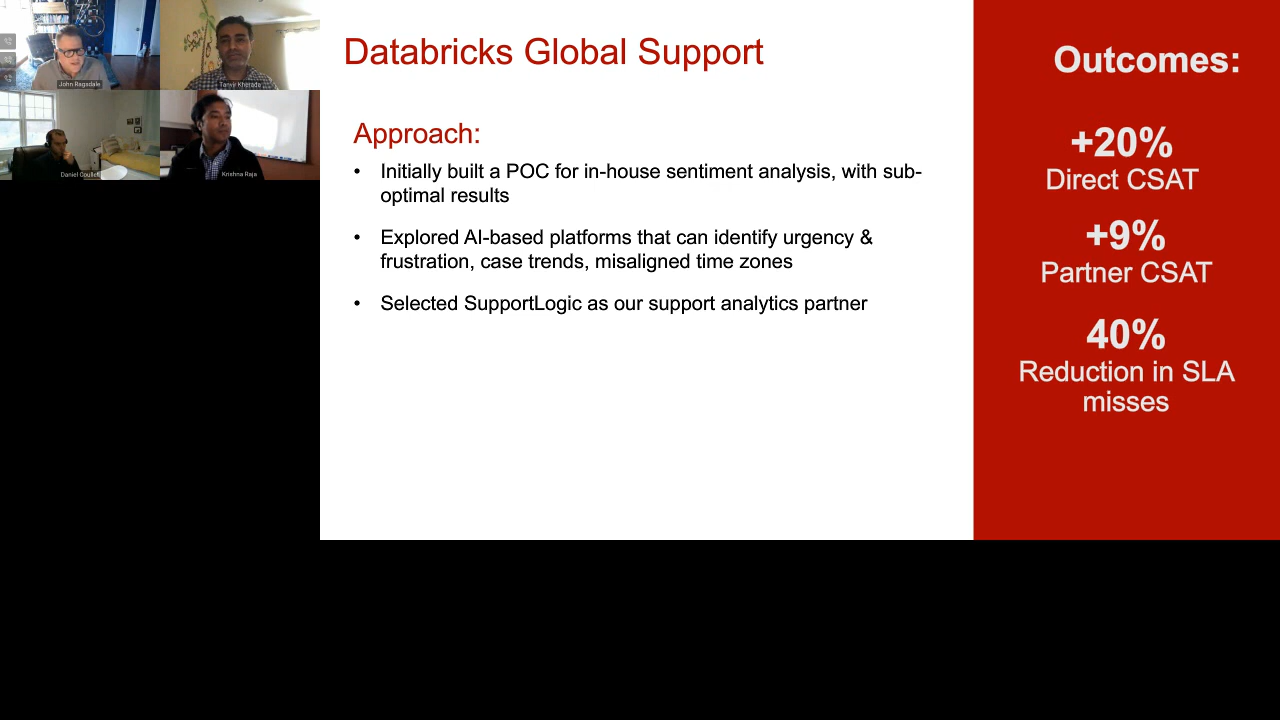 John Ragsdale
Daniel Coullet
Krishna Raja
Databricks Global Support
Approach:
• Initially built a POC for in-house sentiment analysis, with sub-
optimal results
• Explored AI-based platforms that can identify urgency &
frustration, case trends, misaligned time zones
• Selected SupportLogic as our support analytics partner
Outcomes:
+20%
Direct CSAT
+9%
Partner CSAT
40%
Reduction in SLA
misses